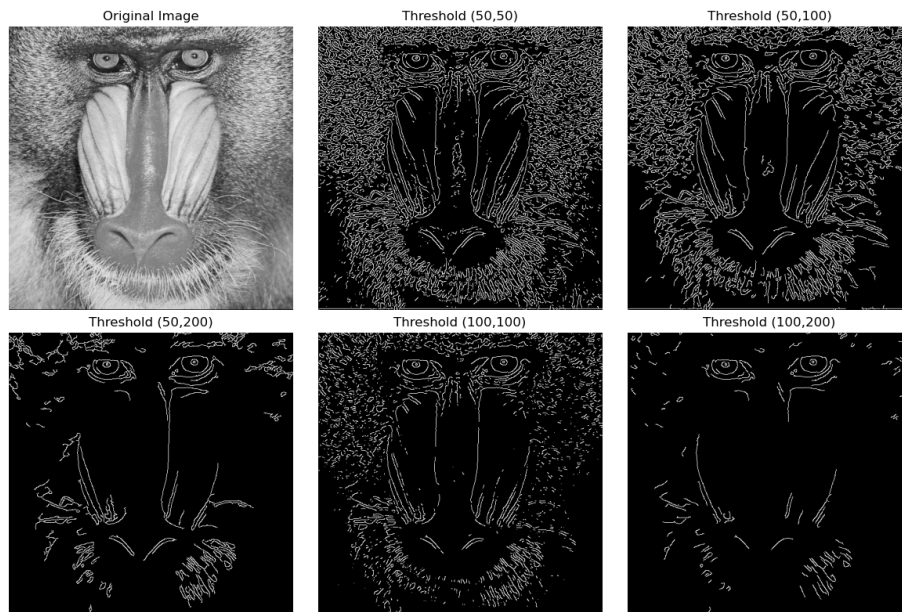 Original Image
Threshold (50,50)
Threshold (50,100)
Threshold (50,200)
Threshold (100,100)
Threshold (100,200)